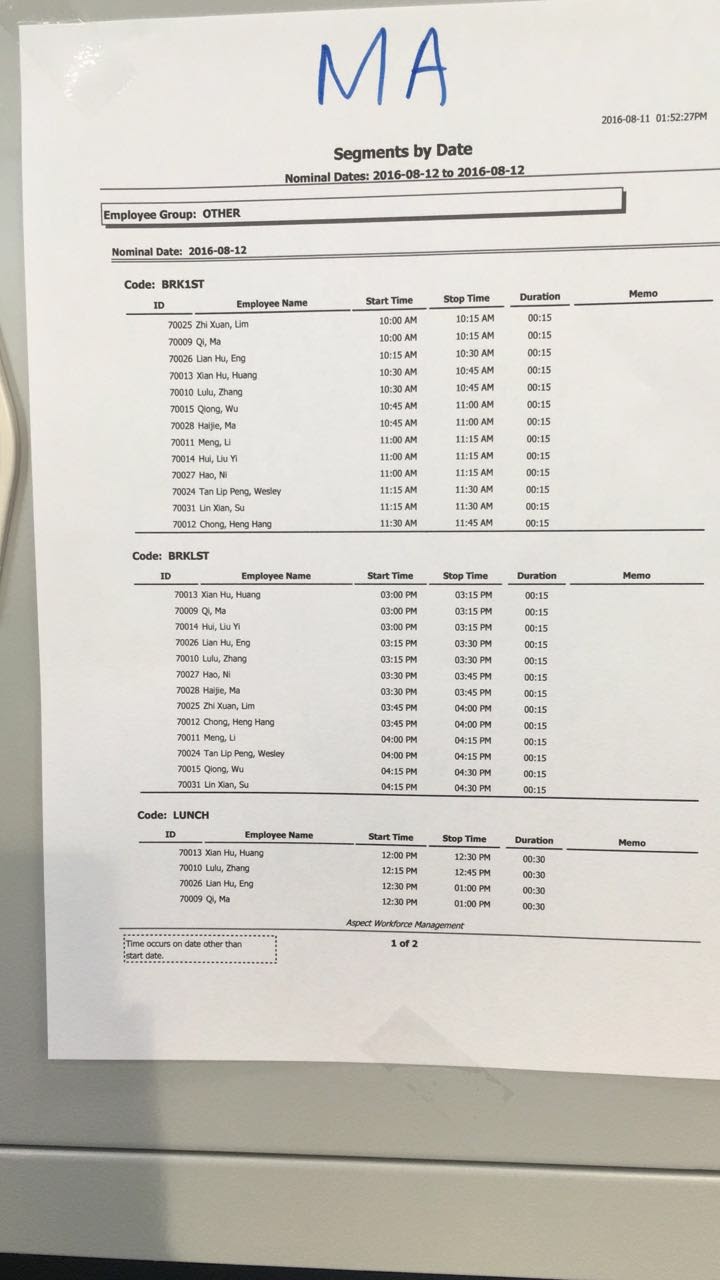 MA
2016-08-11 01:52:27PM
Segments by Date
Nominal Dates: 2016-08-12 to 2016-08-12
Employee Group: OTHER
Nominal Date: 2016-08-12
Code: BRK1ST
ID Employee Name Start Time Stop Time Duration Memo
70025 Zhi Xuan, Lim 10:00 AM 10:15 AM 00:15
70009 Qi, Ma 10:00 AM 10:15 AM 00:15
70026 Lian Hu, Eng 10:15 AM 10:30 AM 00:15
70013 Xian Hu, Huang 10:30 AM 10:45 AM 00:15
70010 Lulu, Zhang 10:30 AM 10:45 AM 00:15
70015 Qiong, Wu 10:45 AM 11:00 AM 00:15
70028 Haijie, Ma 10:45 AM 11:00 AM 00:15
70011 Meng, Li 11:00 AM 11:15 AM 00:15
70014 Hui, Liu Yi 11:00 AM 11:15 AM 00:15
70027 Hao, Ni 11:00 AM 11:15 AM 00:15
70024 Tan Lip Peng, Wesley 11:15 AM 11:30 AM 00:15
70031 Lin Xian, Su 11:15 AM 11:30 AM 00:15
70012 Chong, Heng Hang 11:30 AM 11:45 AM 00:15
Code: BRKLST
ID Employee Name Start Time Stop Time Duration Memo
70013 Xian Hu, Huang 03:00 PM 03:15 PM 00:15
70009 Qi, Ma 03:00 PM 03:15 PM 00:15
70014 Hui, Liu Yi 03:00 PM 03:15 PM 00:15
70026 Lian Hu, Eng 03:15 PM 03:30 PM 00:15
70010 Lulu, Zhang 03:15 PM 03:30 PM 00:15
70027 Hao, Ni 03:30 PM 03:45 PM 00:15
70028 Haijie, Ma 03:30 PM 03:45 PM 00:15
70025 Zhi Xuan, Lim 03:45 PM 04:00 PM 00:15
70012 Chong, Heng Hang 03:45 PM 04:00 PM 00:15
70011 Meng, Li 04:00 PM 04:15 PM 00:15
70024 Tan Lip Peng, Wesley 04:00 PM 04:15 PM 00:15
70015 Qiong, Wu 04:15 PM 04:30 PM 00:15
70031 Lin Xian, Su 04:15 PM 04:30 PM 00:15
Code: LUNCH
ID Employee Name Start Time Stop Time Duration Memo
70013 Xian Hu, Huang 12:00 PM 12:30 PM 00:30
70010 Lulu, Zhang 12:15 PM 12:45 PM 00:30
70026 Lian Hu, Eng 12:30 PM 01:00 PM 00:30
70009 Qi, Ma 12:30 PM 01:00 PM 00:30
Aspect Workforce Management
Time occurs on date other than
start date.
1 of 2